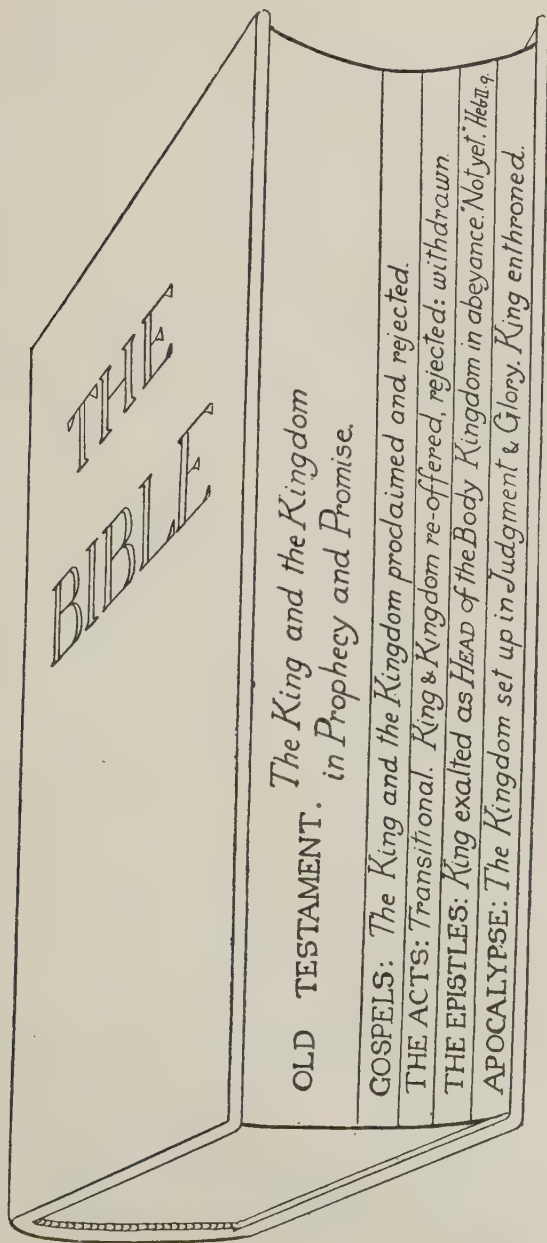 THE
BIBLE
OLD TESTAMENT. The King and the Kingdom
in Prophecy and Promise.
GOSPELS: The King and the Kingdom proclaimed and rejected.
THE ACTS: Transitional. King & Kingdom re-offered, rejected: withdrawn.
THE EPISTLES: King exalted as HEAD of the Body Kingdom in abeyance. "Not yet." Heb II. 9.
APOCALYPSE: The Kingdom set up in Judgment & Glory. King enthroned.